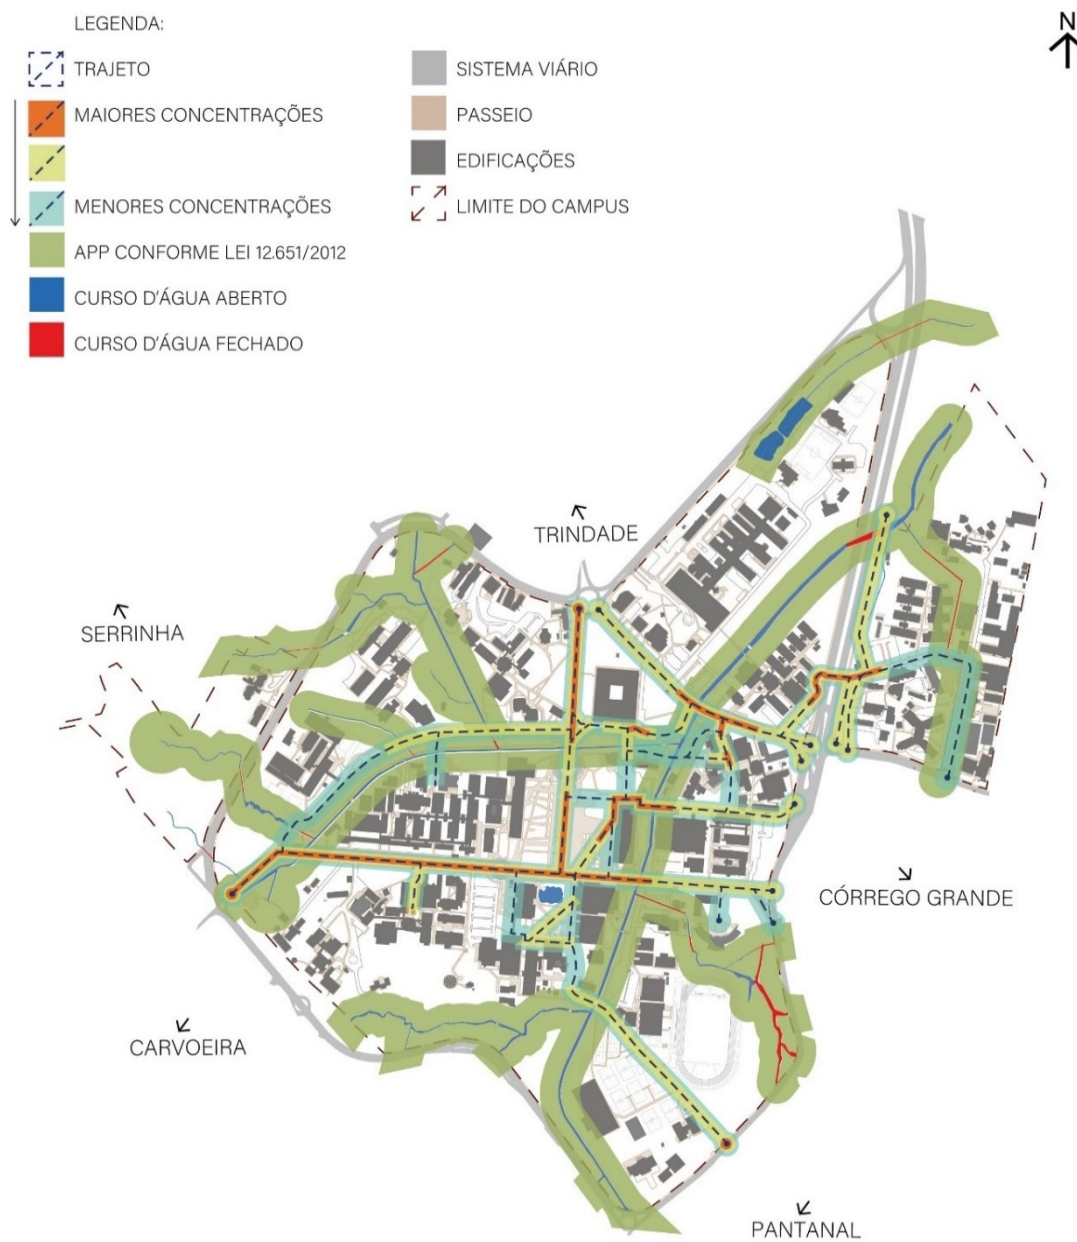 LEGENDA:
TRAJETO
MAIORES CONCENTRAÇÕES
MENORES CONCENTRAÇÕES
APP CONFORME LEI 12.651/2012
CURSO D'ÁGUA ABERTO
CURSO D'ÁGUA FECHADO
SISTEMA VIÁRIO
PASSEIO
EDIFICAÇÕES
LIMITE DO CAMPUS
N
TRINDADE
SERRINHA
CÓRREGO GRANDE
CARVOEIRA
PANTANAL